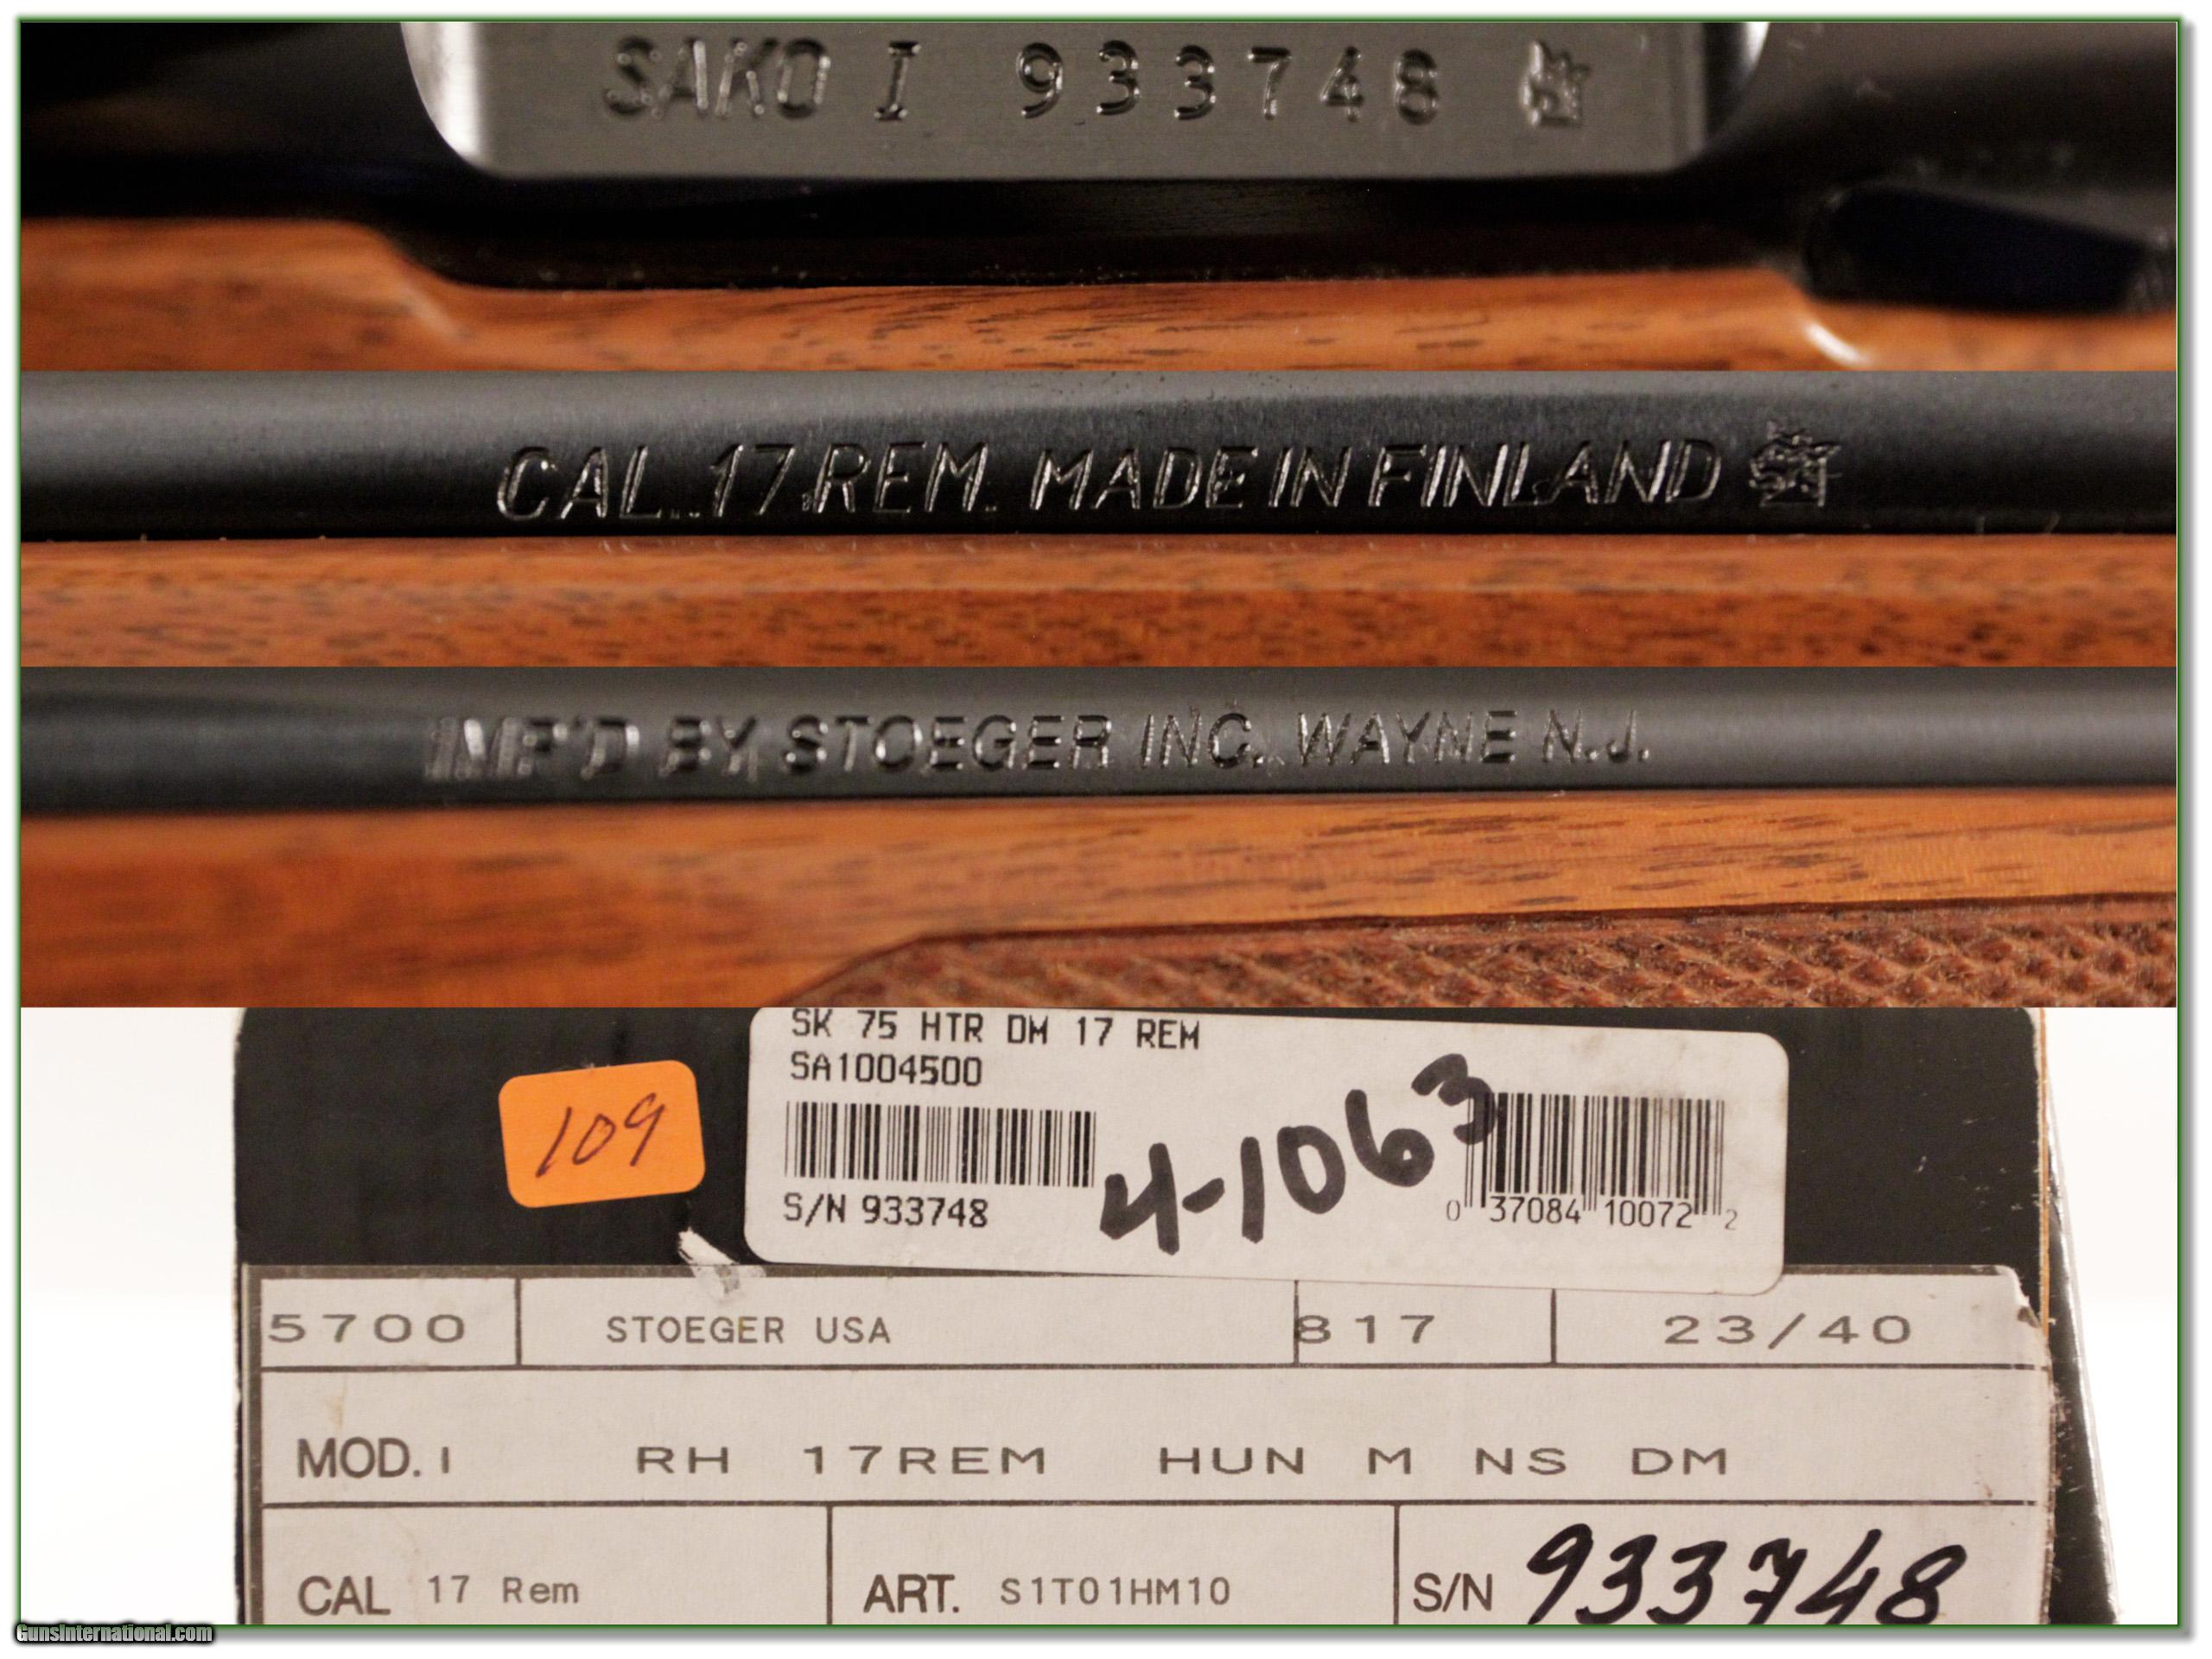 SAKO I 933748
CAL. .17 REM. MADE IN FINLAND
IMP'D BY STOEGER INC. WAYNE N.J.
SK 75 HTR DM 17 REM
SA1004500
109
4-1063
S/N 933748
0 37084 10072 2
5700 STOEGER USA 817 23/40
MOD. I RH 17REM HUN M NS DM
CAL 17 Rem ART. S1T01HM10 S/N 933748
GunsInternational.com